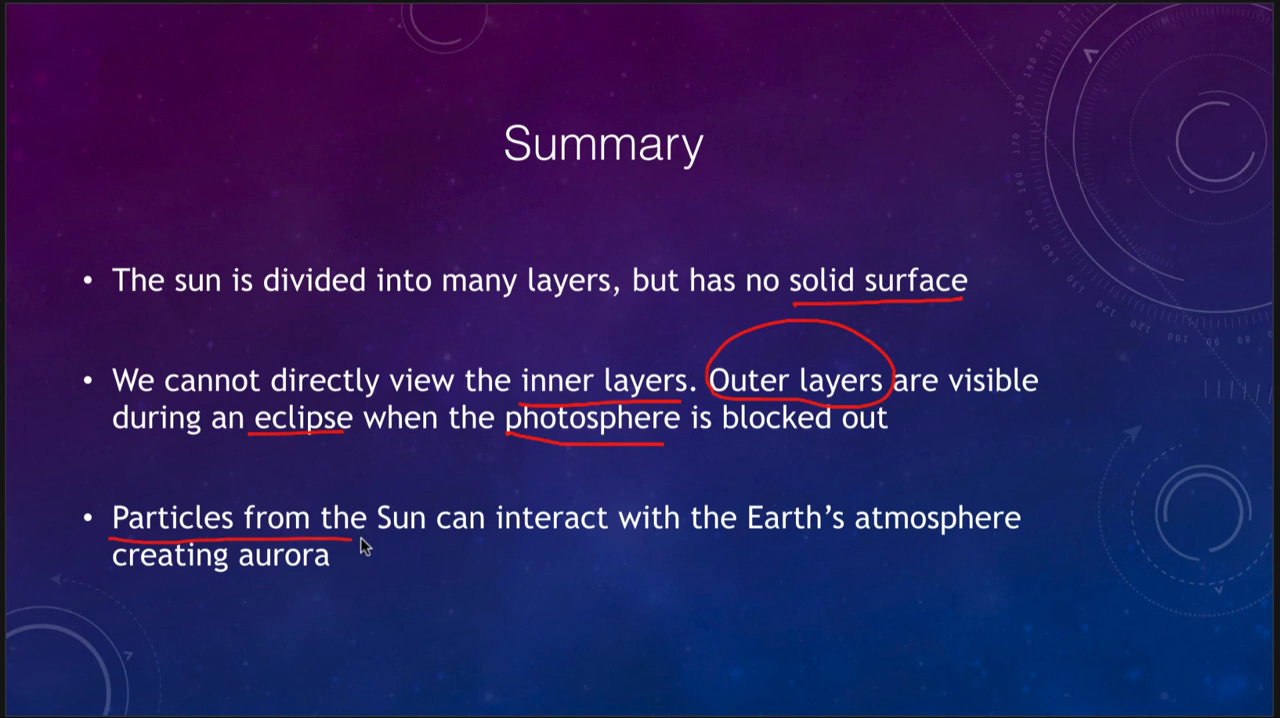 Summary
• The sun is divided into many layers, but has no solid surface
• We cannot directly view the inner layers. Outer layers are visible
during an eclipse when the photosphere is blocked out
• Particles from the Sun can interact with the Earth's atmosphere
creating aurora